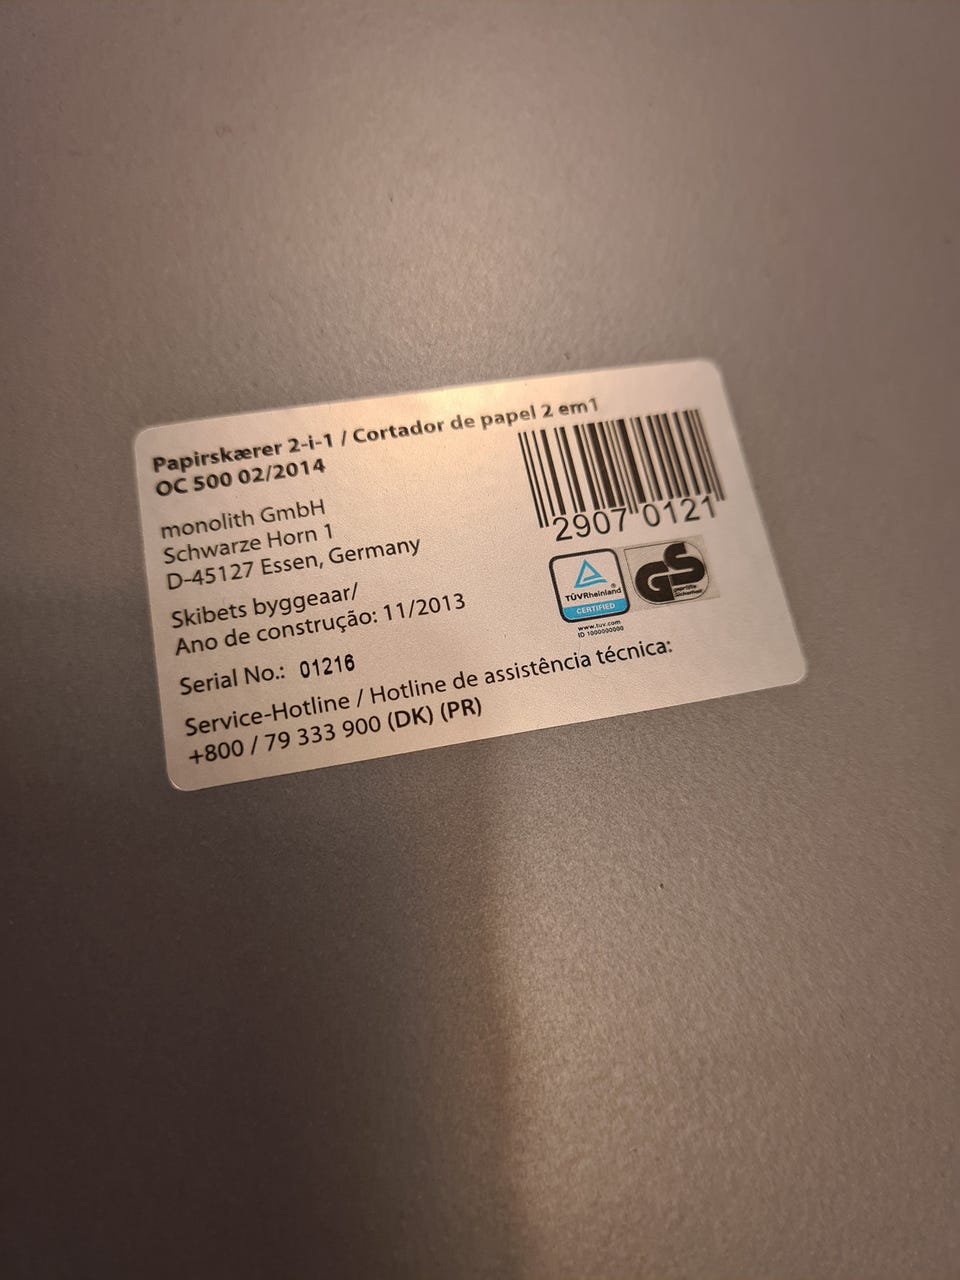 Papirskærer 2-i-1 / Cortador de papel 2 em1
OC 500 02/2014
monolith GmbH
Schwarze Horn 1
D-45127 Essen, Germany
Skibets byggeaar/
Ano de construção: 11/2013
Serial No.: 01216
Service-Hotline / Hotline de assistência técnica:
+800 / 79 333 900 (DK) (PR)
2907 0121
TÜVRheinland®
CERTIFIED
www.tuv.com
ID 1000000000
GS
geprüfte
Sicherheit